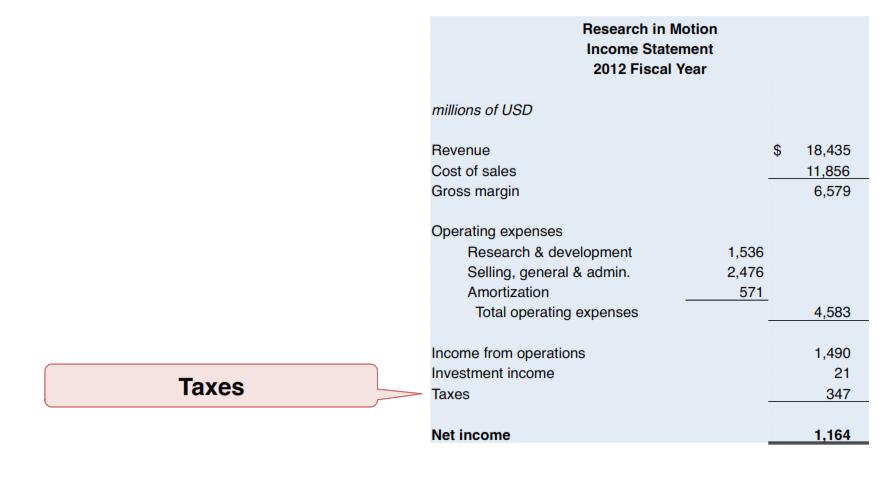 Research in Motion
Income Statement
2012 Fiscal Year
millions of USD
Revenue $ 18,435
Cost of sales 11,856
Gross margin 6,579
Operating expenses
Research & development 1,536
Selling, general & admin. 2,476
Amortization 571
Total operating expenses 4,583
Income from operations 1,490
Investment income 21
Taxes
Taxes 347
Net income 1,164